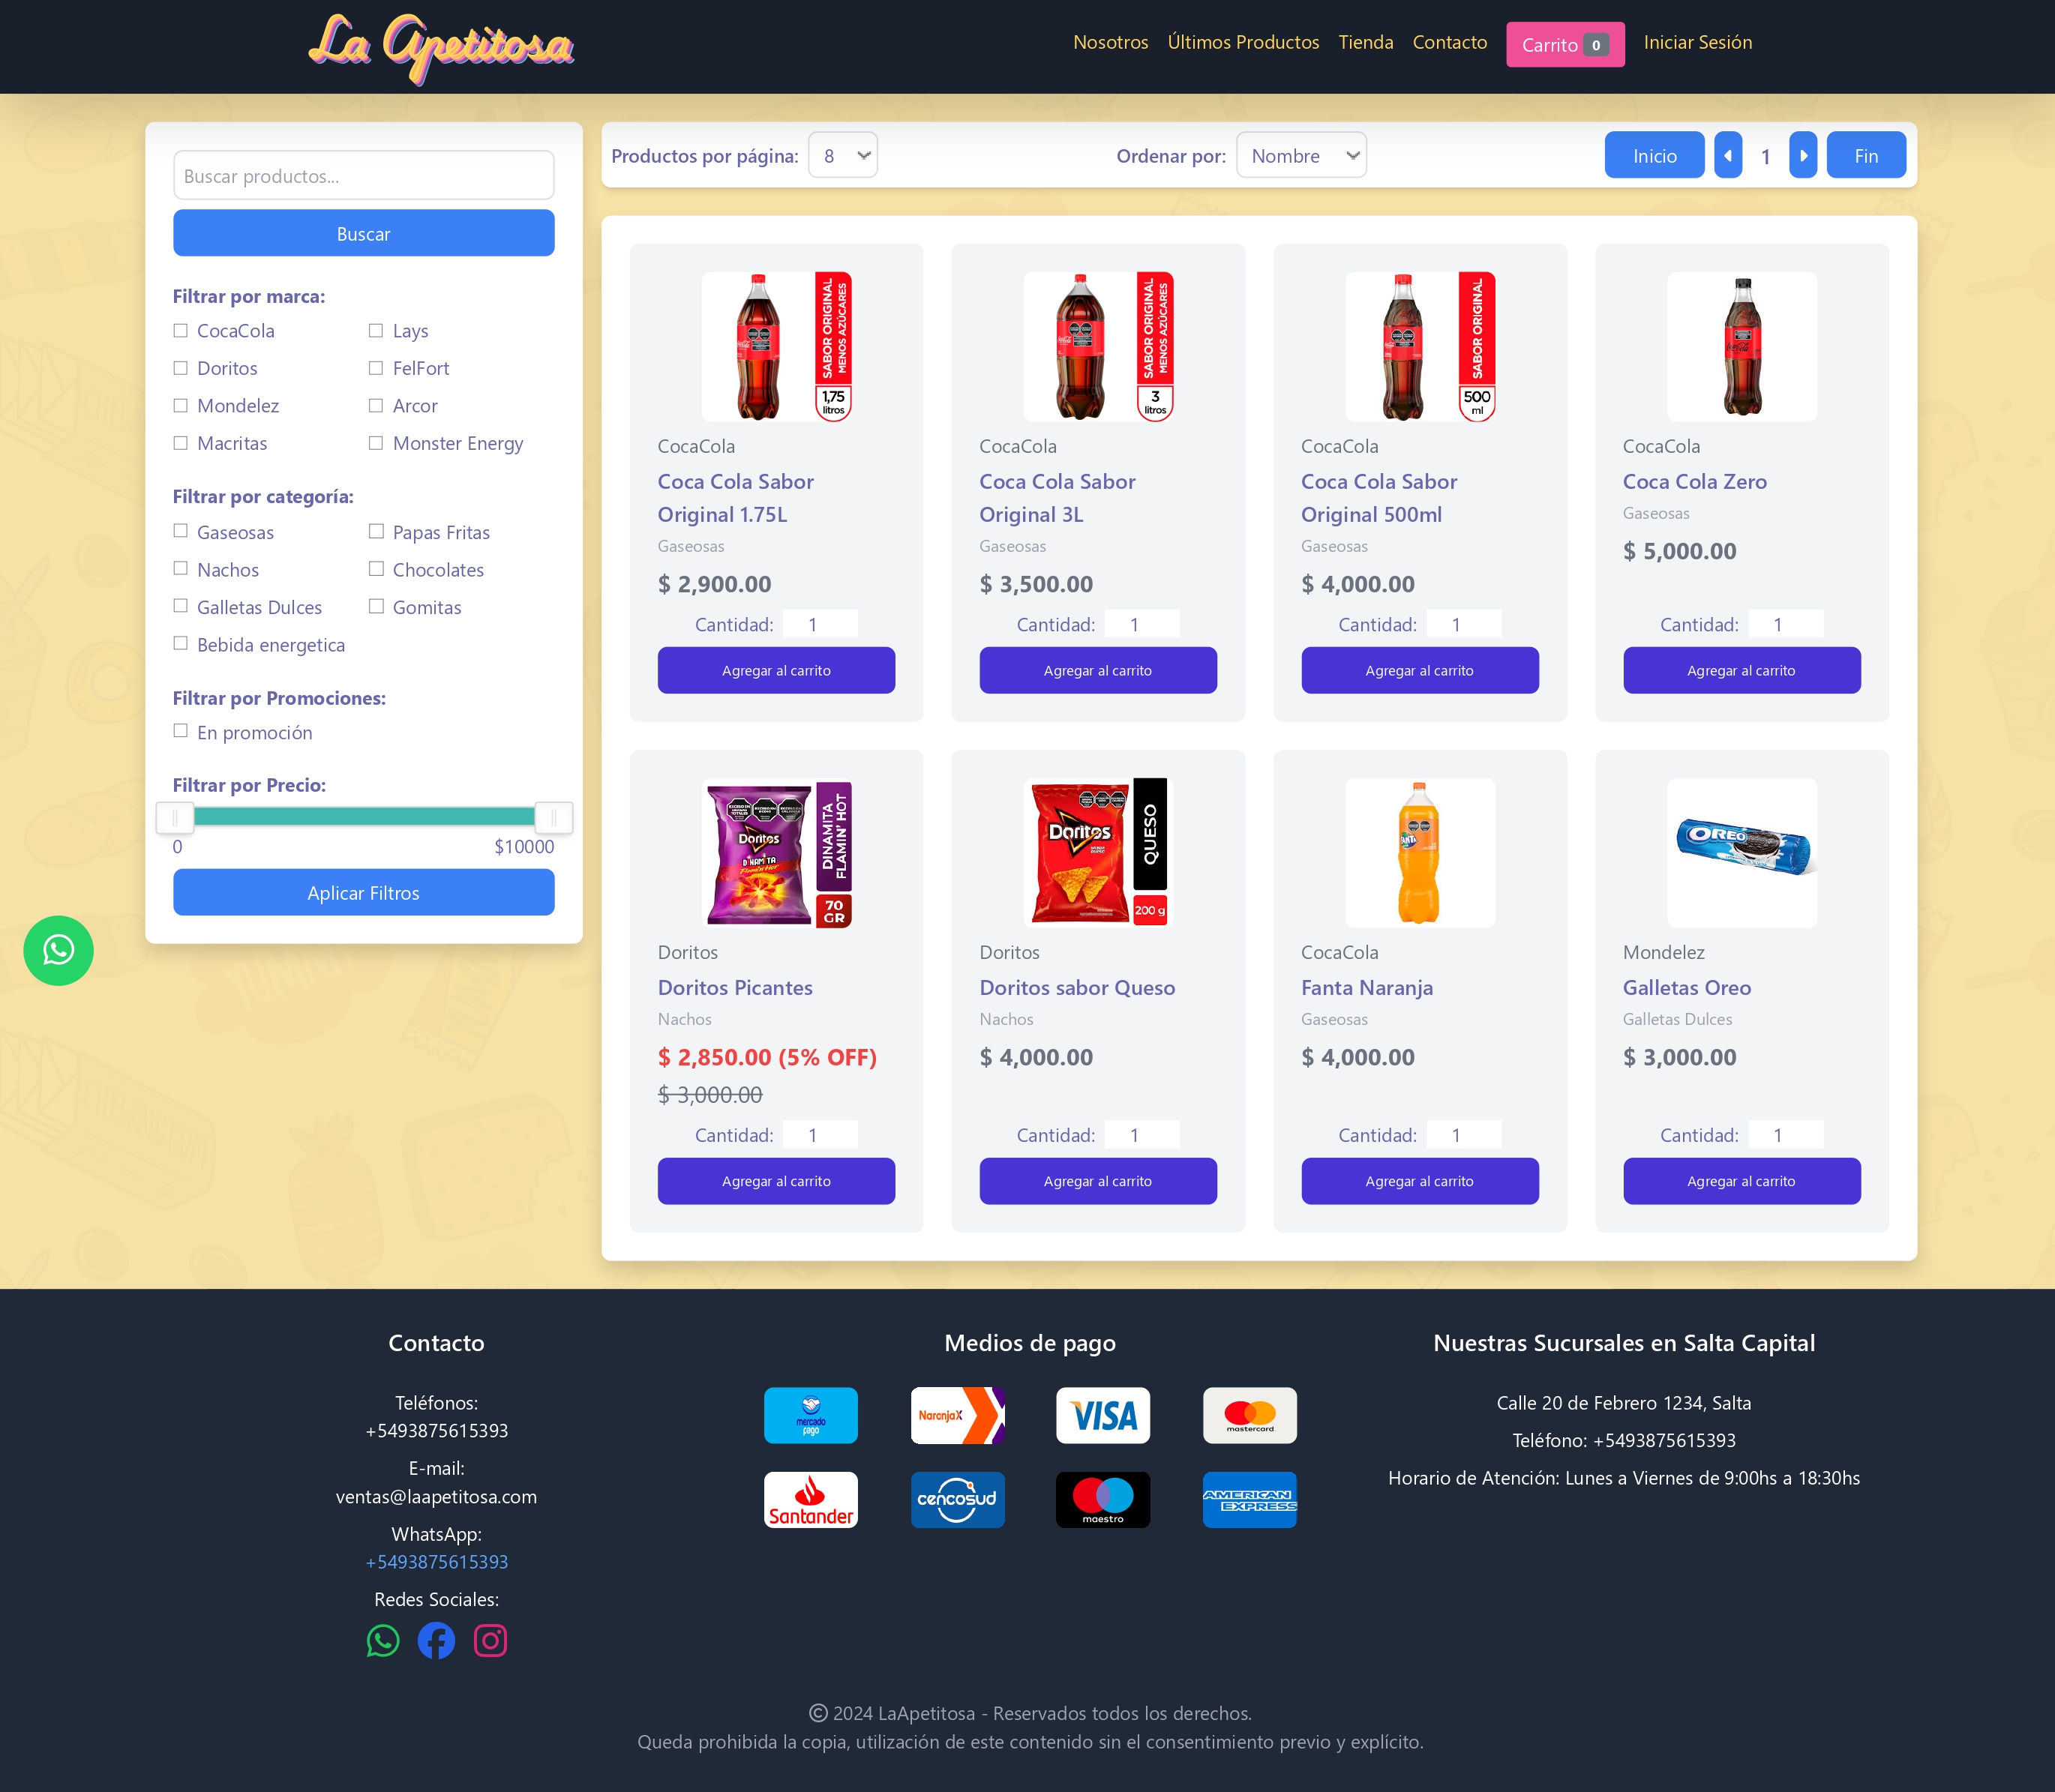 La Apetitosa
Nosotros
Últimos Productos
Tienda
Contacto
Carrito 0
Iniciar Sesión
Buscar productos...
Buscar
Filtrar por marca:
CocaCola
Lays
Doritos
FelFort
Mondelez
Arcor
Macritas
Monster Energy
Filtrar por categoría:
Gaseosas
Papas Fritas
Nachos
Chocolates
Galletas Dulces
Gomitas
Bebida energetica
Filtrar por Promociones:
En promoción
Filtrar por Precio:
0
$10000
Aplicar Filtros
Productos por página: 8
Ordenar por: Nombre
Inicio
1
Fin
SABOR ORIGINAL
MENOS AZÚCARES
1,75
litros
CocaCola
Coca Cola Sabor
Original 1.75L
Gaseosas
$ 2,900.00
Cantidad: 1
Agregar al carrito
SABOR ORIGINAL
MENOS AZÚCARES
3
litros
CocaCola
Coca Cola Sabor
Original 3L
Gaseosas
$ 3,500.00
Cantidad: 1
Agregar al carrito
SABOR ORIGINAL
500
ml
CocaCola
Coca Cola Sabor
Original 500ml
Gaseosas
$ 4,000.00
Cantidad: 1
Agregar al carrito
CocaCola
Coca Cola Zero
Gaseosas
$ 5,000.00
Cantidad: 1
Agregar al carrito
Doritos
DINAMITA
FLAMIN' HOT
70
GR
Doritos
Doritos Picantes
Nachos
$ 2,850.00 (5% OFF)
$ 3,000.00
Cantidad: 1
Agregar al carrito
Doritos
QUESO
200 g
Doritos
Doritos sabor Queso
Nachos
$ 4,000.00
Cantidad: 1
Agregar al carrito
FANTA
CocaCola
Fanta Naranja
Gaseosas
$ 4,000.00
Cantidad: 1
Agregar al carrito
OREO
Mondelez
Galletas Oreo
Galletas Dulces
$ 3,000.00
Cantidad: 1
Agregar al carrito
Contacto
Teléfonos:
+5493875615393
E-mail:
ventas@laapetitosa.com
WhatsApp:
+5493875615393
Redes Sociales:
Medios de pago
mercado
pago
NaranjaX
VISA
mastercard
Santander
cencosud
maestro
AMERICAN
EXPRESS
Nuestras Sucursales en Salta Capital
Calle 20 de Febrero 1234, Salta
Teléfono: +5493875615393
Horario de Atención: Lunes a Viernes de 9:00hs a 18:30hs
© 2024 LaApetitosa - Reservados todos los derechos.
Queda prohibida la copia, utilización de este contenido sin el consentimiento previo y explícito.